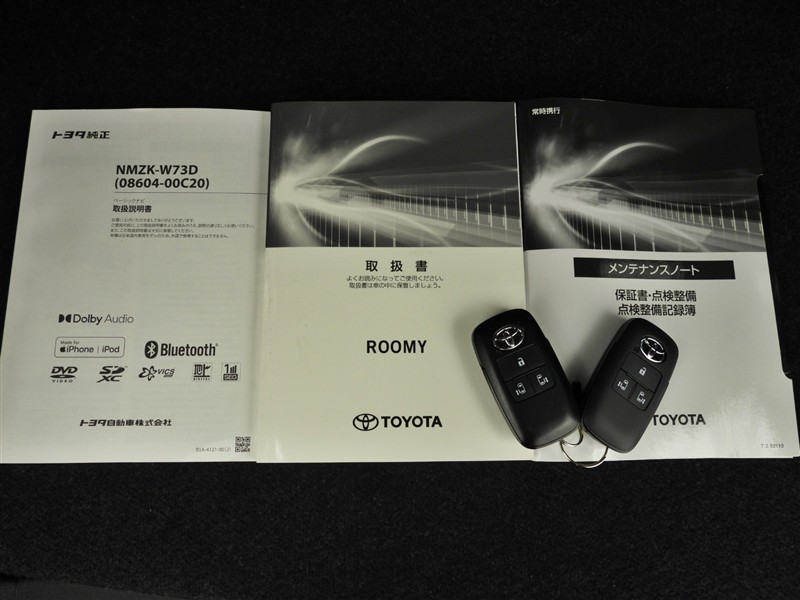 トヨタ純正
NMZK-W73D
(08604-00C20)
ベーシックナビ
取扱説明書
Dolby Audio
Made for
iPhone | iPod
Bluetooth
DVD
VIDEO
SD
XC
VICS
トヨタ自動車株式会社
取扱書
よくお読みになってご使用ください。
取扱書は車の中に保管しましょう。
ROOMY
TOYOTA
常時携行
メンテナンスノート
保証書・点検整備
点検整備記録簿
YOTA